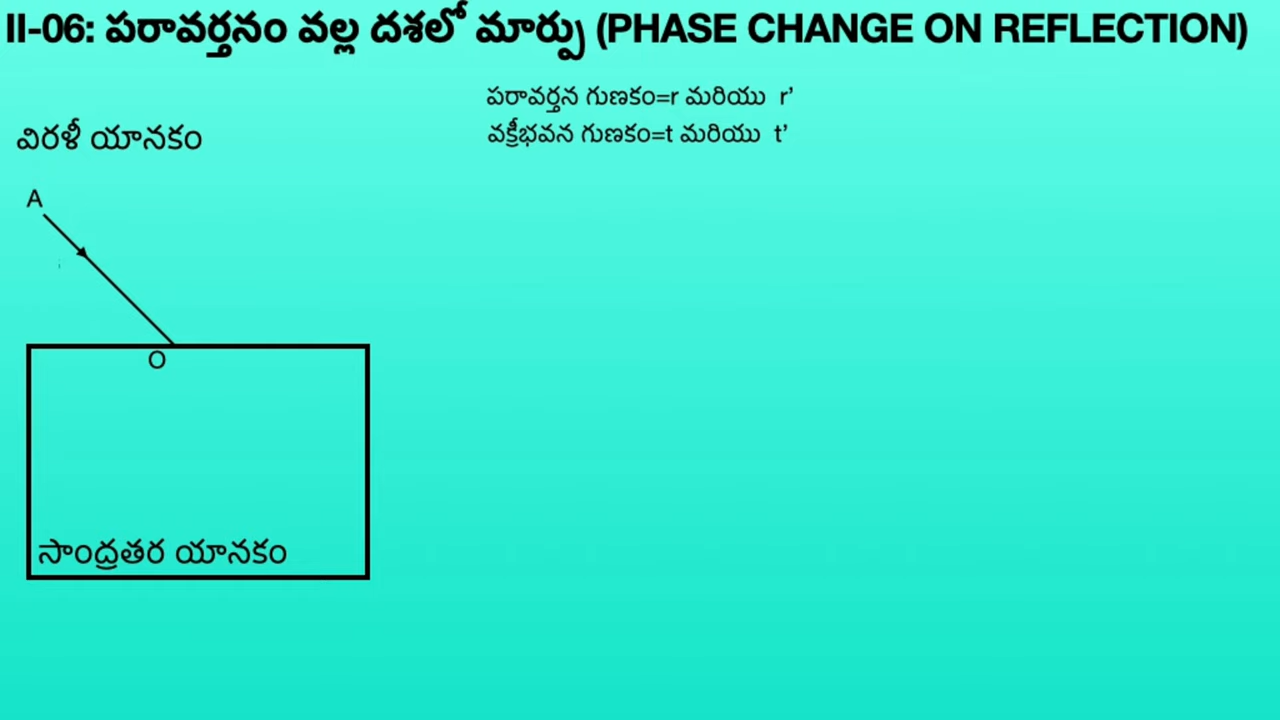 II-06: పరావర్తనం వల్ల దశలో మార్పు (PHASE CHANGE ON REFLECTION)
పరావర్తన గుణకం=r మరియు r’
వక్రీభవన గుణకం=t మరియు t’
విరళీ యానకం
A
i
O
సాంద్రతర యానకం